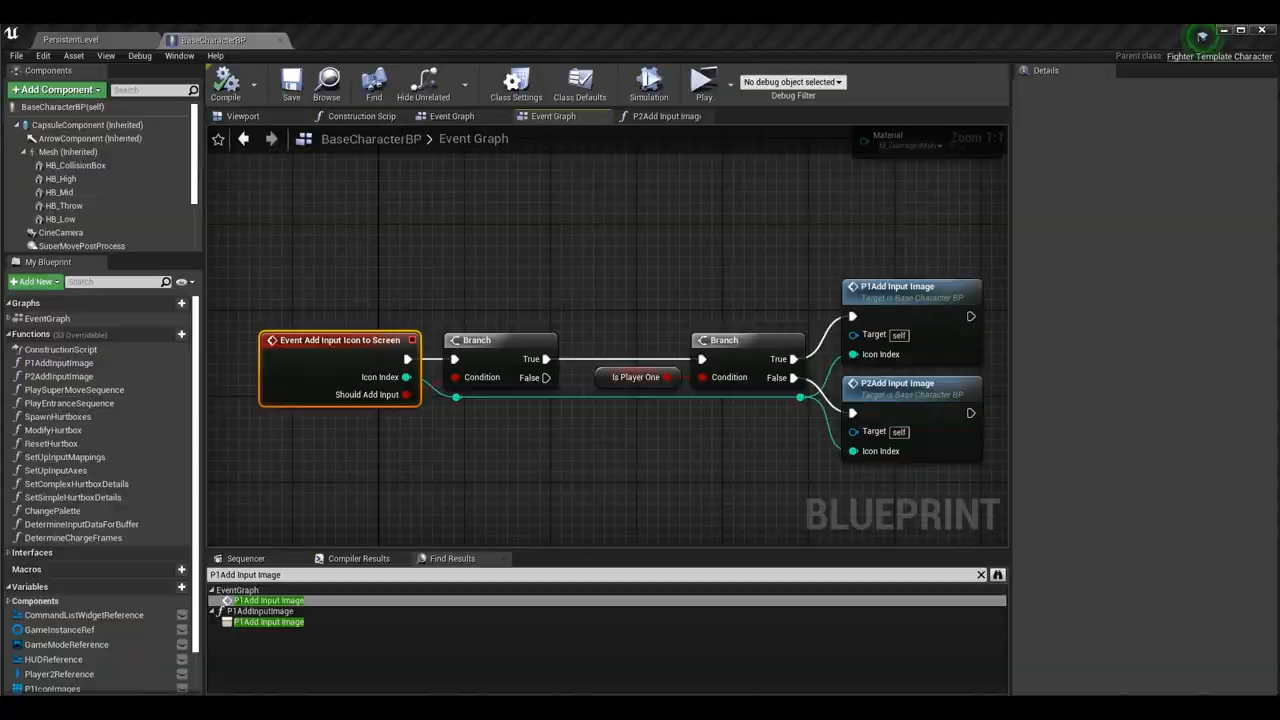 PersistentLevel
BaseCharacterBP
File Edit Asset View Debug Window Help
Parent class: Fighter Template Character
Components
+ Add Component
Search
BaseCharacterBP(self)
CapsuleComponent (Inherited)
ArrowComponent (Inherited)
Mesh (Inherited)
HB_CollisionBox
HB_High
HB_Mid
HB_Throw
HB_Low
CineCamera
SuperMovePostProcess
My Blueprint
+ Add New
Search
Graphs
EventGraph
Functions (33 Overridable)
ConstructionScript
P1AddInputImage
P2AddInputImage
PlaySuperMoveSequence
PlayEntranceSequence
SpawnHurtbox
ModifyHurtbox
ResetHurtbox
SetUpInputMappings
SetUpInputAxes
SetComplexHurtboxDetails
SetSimpleHurtboxDetails
ChangePalette
DetermineInputDataForBuffer
DetermineChargeFrames
Interfaces
Macros
Variables
Components
CommandListWidgetReference
GameInstanceRef
GameModeReference
HUDReference
Player2Reference
P1IconImages
Compile
Save
Browse
Find
Hide Unrelated
Class Settings
Class Defaults
Simulation
Play
No debug object selected
Debug Filter
Viewport
Construction Scrip
Event Graph
Event Graph
P2Add Input Imag
BaseCharacterBP > Event Graph
Material
Zoom 1:1
Event Add Input Icon to Screen
Icon Index
Should Add Input
Branch
True
Condition
False
Is Player One
Branch
True
Condition
False
P1Add Input Image
Target is Base Character BP
Target self
Icon Index
P2Add Input Image
Target is Base Character BP
Target self
Icon Index
BLUEPRINT
Sequencer
Compiler Results
Find Results
P1Add Input Image
EventGraph
P1Add Input Image
P1AddInputImage
P1Add Input Image
Details